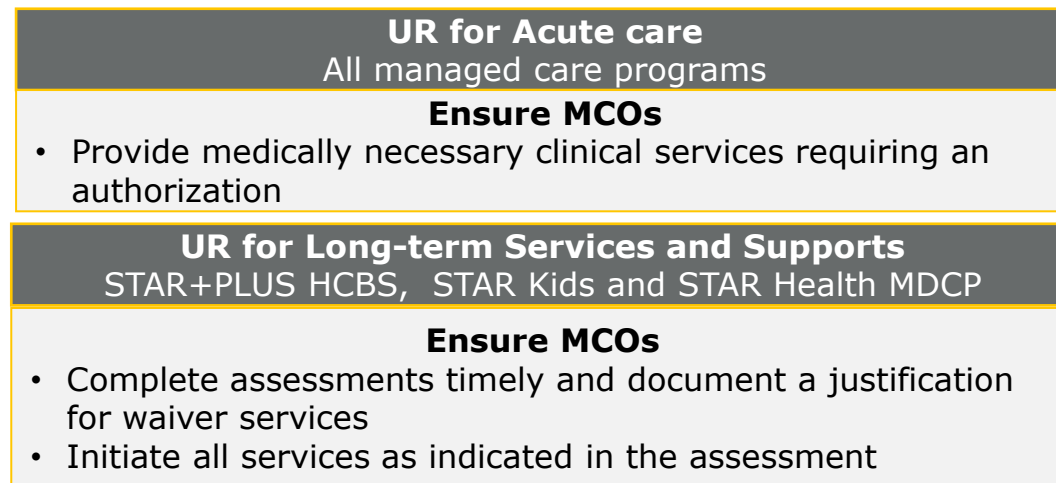 UR for Acute care
All managed care programs
Ensure MCOs
• Provide medically necessary clinical services requiring an
authorization
UR for Long-term Services and Supports
STAR+PLUS HCBS, STAR Kids and STAR Health MDCP
Ensure MCOs
• Complete assessments timely and document a justification
for waiver services
• Initiate all services as indicated in the assessment